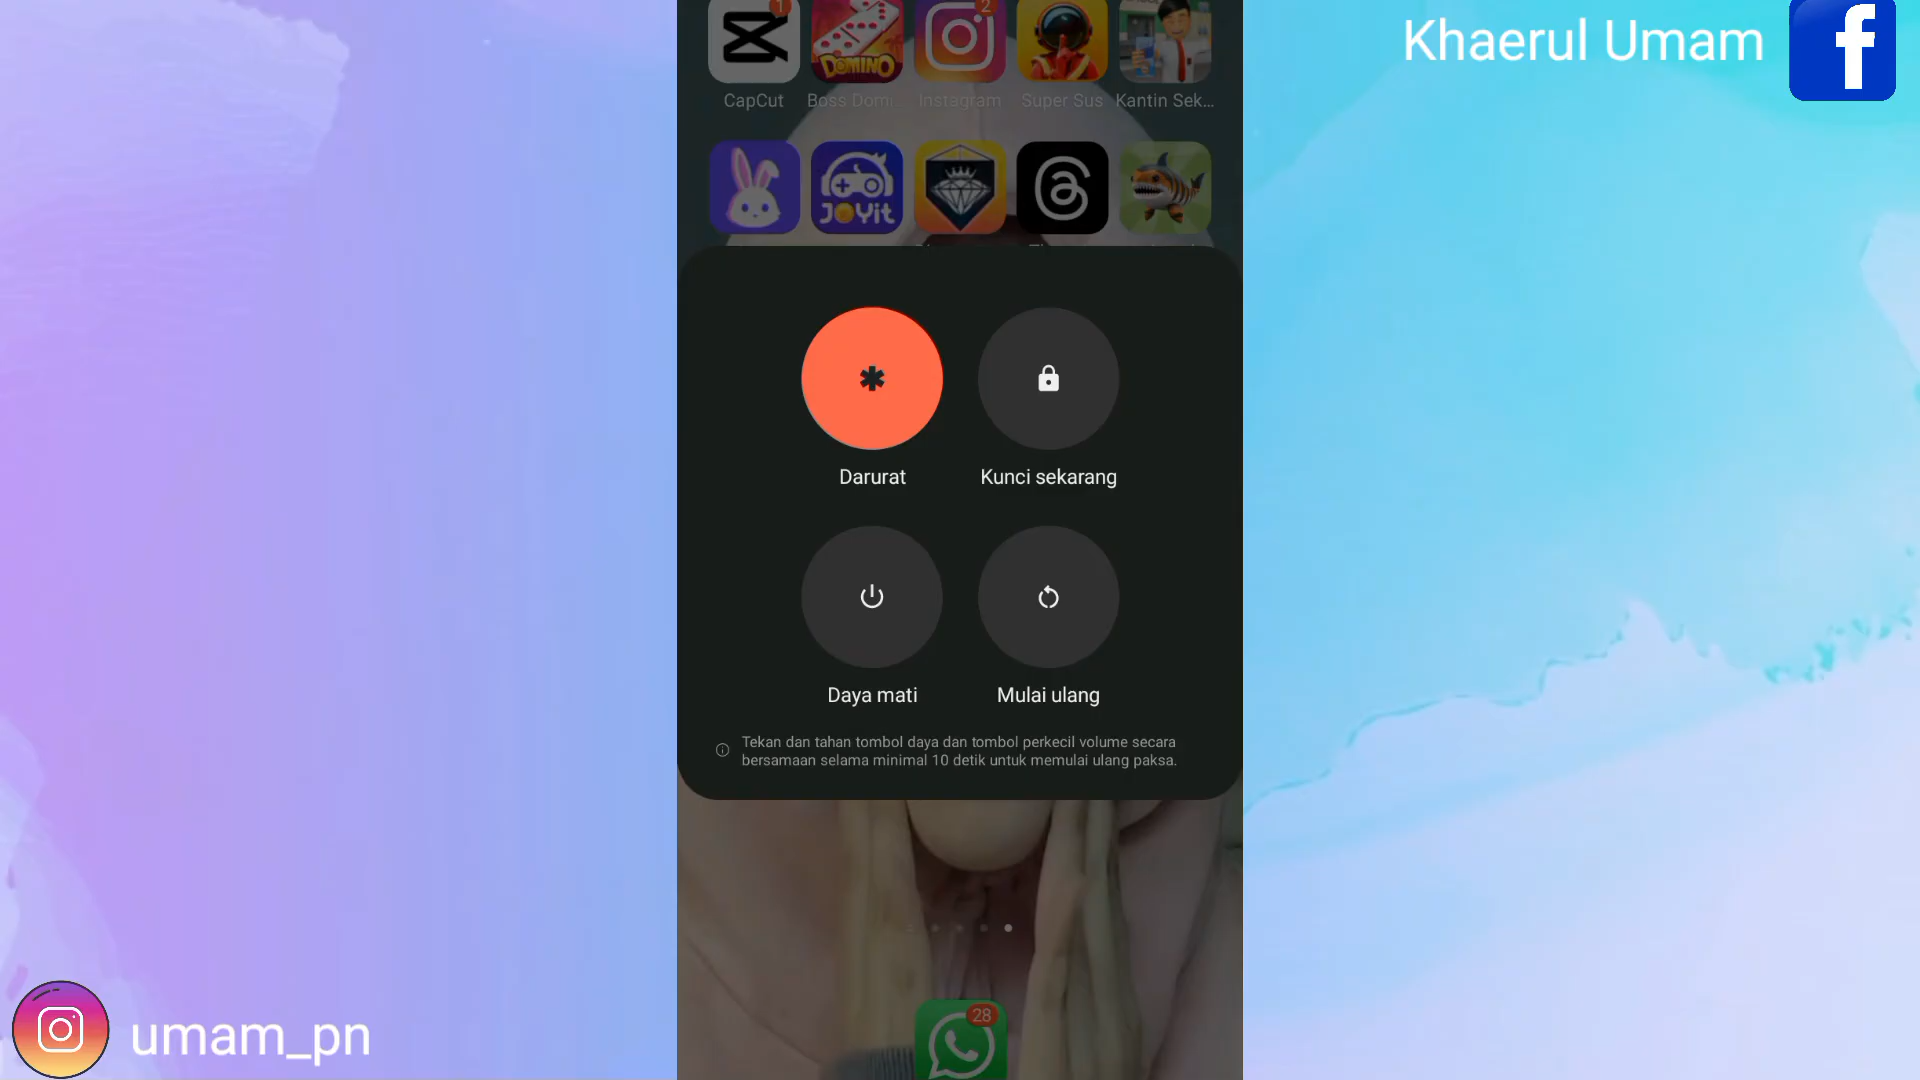 Khaerul Umam
1
2
DOMINO
CapCut
Boss Domi...
Instagram
Super Sus
Kantin Sek...
JOYit
Darurat
Kunci sekarang
Daya mati
Mulai ulang
Tekan dan tahan tombol daya dan tombol perkecil volume secara
bersamaan selama minimal 10 detik untuk memulai ulang paksa.
28
umam_pn